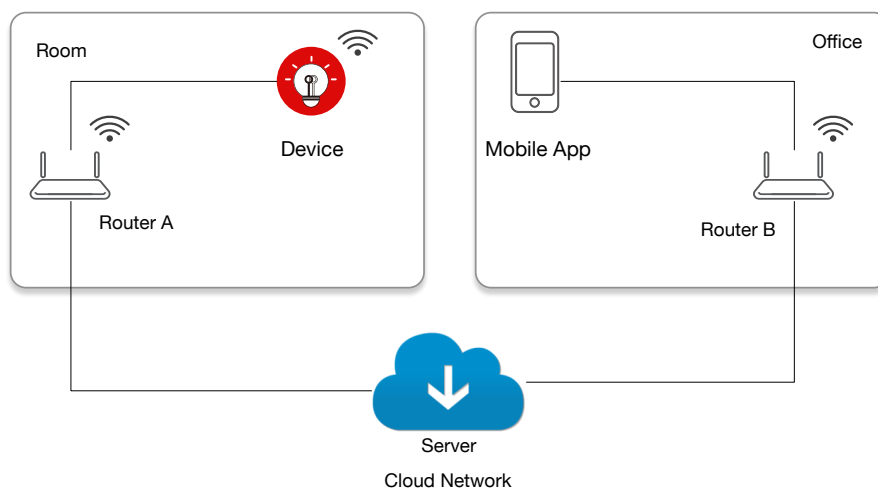 Room
Office
Device
Mobile App
Router A
Router B
Server
Cloud Network